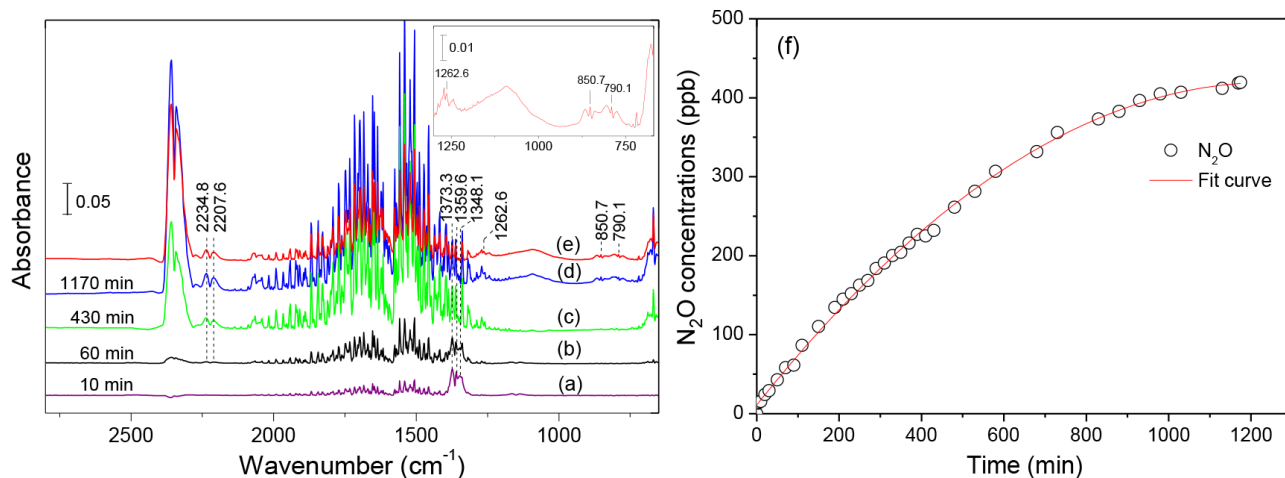 0.01
1262.6
850.7
790.1
1250
1000
750
0.05
2234.8
2207.6
1373.3
1359.6
1348.1
1262.6
850.7
790.1
(e)
1170 min
(d)
430 min
(c)
60 min
(b)
10 min
(a)
Absorbance
2500
2000
1500
1000
Wavenumber (cm⁻¹)
(f)
500
400
300
200
100
0
N₂O concentrations (ppb)
N₂O
Fit curve
0
200
400
600
800
1000
1200
Time (min)